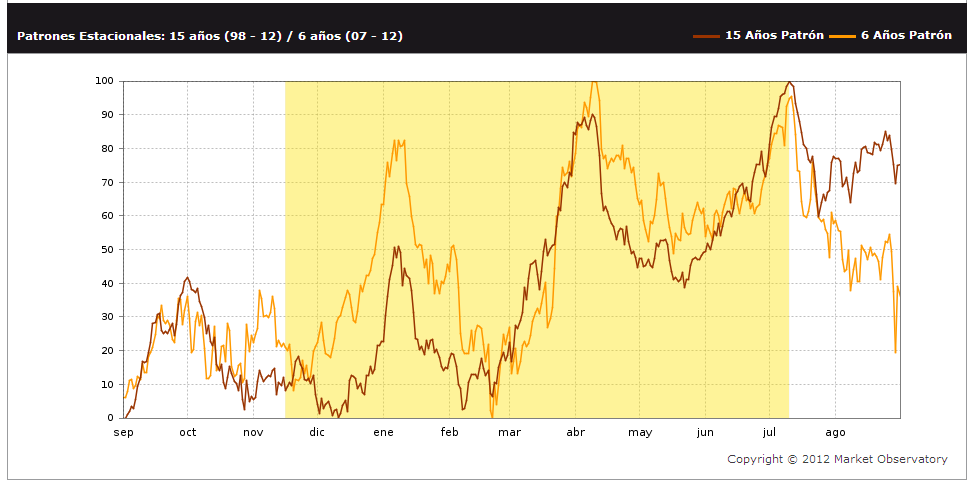 Patrones Estacionales: 15 años (98 - 12) / 6 años (07 - 12)
15 Años Patrón 6 Años Patrón
100
90
80
70
60
50
40
30
20
10
0
sep oct nov dic ene feb mar abr may jun jul ago
Copyright © 2012 Market Observatory